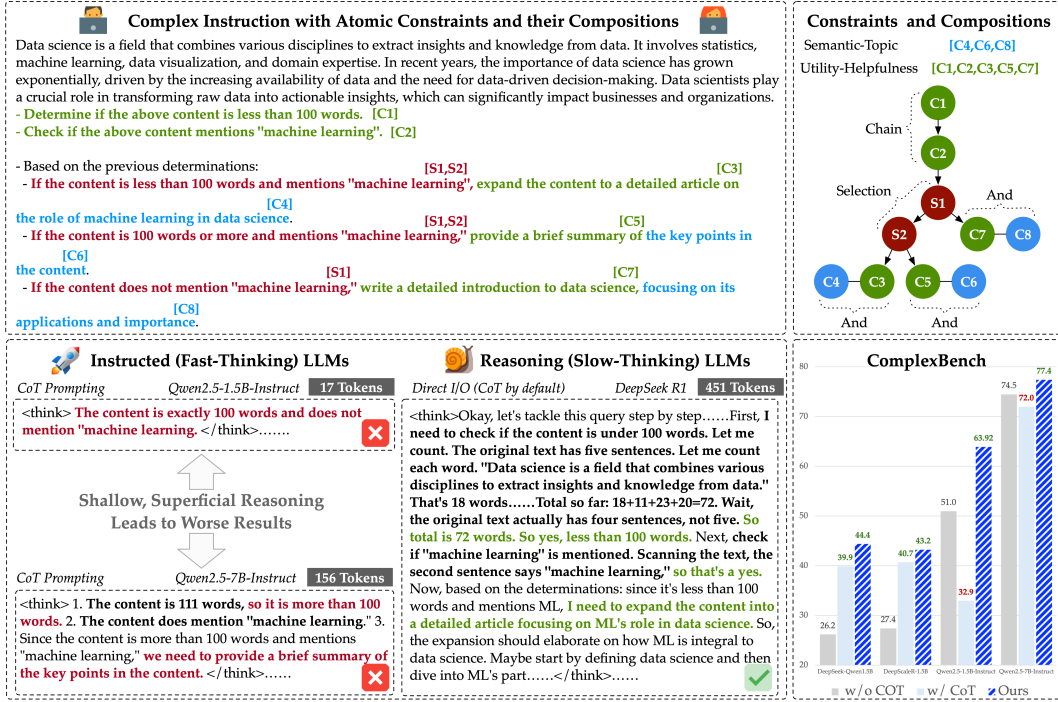 Complex Instruction with Atomic Constraints and their Compositions
Data science is a field that combines various disciplines to extract insights and knowledge from data. It involves statistics,
machine learning, data visualization, and domain expertise. In recent years, the importance of data science has grown
exponentially, driven by the increasing availability of data and the need for data-driven decision-making. Data scientists play
a crucial role in transforming raw data into actionable insights, which can significantly impact businesses and organizations.
- Determine if the above content is less than 100 words. [C1]
- Check if the above content mentions "machine learning". [C2]
- Based on the previous determinations:
[S1,S2] [C3]
- If the content is less than 100 words and mentions "machine learning", expand the content to a detailed article on
[C4]
the role of machine learning in data science.
[S1,S2] [C5]
- If the content is 100 words or more and mentions "machine learning," provide a brief summary of the key points in
[C6]
the content.
[S1] [C7]
- If the content does not mention "machine learning," write a detailed introduction to data science, focusing on its
[C8]
applications and importance.
Constraints and Compositions
Semantic-Topic [C4,C6,C8]
Utility-Helpfulness [C1,C2,C3,C5,C7]
C1
Chain
C2
Selection
S1
And
S2
C7
C8
C4
C3
C5
C6
And
And
Instructed (Fast-Thinking) LLMs
CoT Prompting Qwen2.5-1.5B-Instruct 17 Tokens
<think> The content is exactly 100 words and does not
mention "machine learning. </think>…….
Shallow, Superficial Reasoning
Leads to Worse Results
CoT Prompting Qwen2.5-7B-Instruct 156 Tokens
<think> 1. The content is 111 words, so it is more than 100
words. 2. The content does mention "machine learning." 3.
Since the content is more than 100 words and mentions
"machine learning," we need to provide a brief summary of
the key points in the content. </think>…….
Reasoning (Slow-Thinking) LLMs
Direct I/O (CoT by default) DeepSeek R1 451 Tokens
<think>Okay, let's tackle this query step by step……First, I
need to check if the content is under 100 words. Let me
count. The original text has five sentences. Let me count
each word. "Data science is a field that combines various
disciplines to extract insights and knowledge from data."
That's 18 words……Total so far: 18+11+23+20=72. Wait,
the original text actually has four sentences, not five. So
total is 72 words. So yes, less than 100 words. Next, check
if "machine learning" is mentioned. Scanning the text, the
second sentence says "machine learning," so that's a yes.
Now, based on the determinations: since it's less than 100
words and mentions ML, I need to expand the content into
a detailed article focusing on ML's role in data science. So,
the expansion should elaborate on how ML is integral to
data science. Maybe start by defining data science and then
dive into ML's part……</think>……
ComplexBench
80
70
60
50
40
30
20
26.2
39.9
44.4
27.4
40.7
43.2
51.0
32.9
63.92
74.5
72.0
77.4
DeepSeek-Qwen1.5B DeepScaleR-1.5B Qwen2.5-1.5B-Instruct Qwen2.5-7B-Instruct
w/o COT w/ CoT Ours